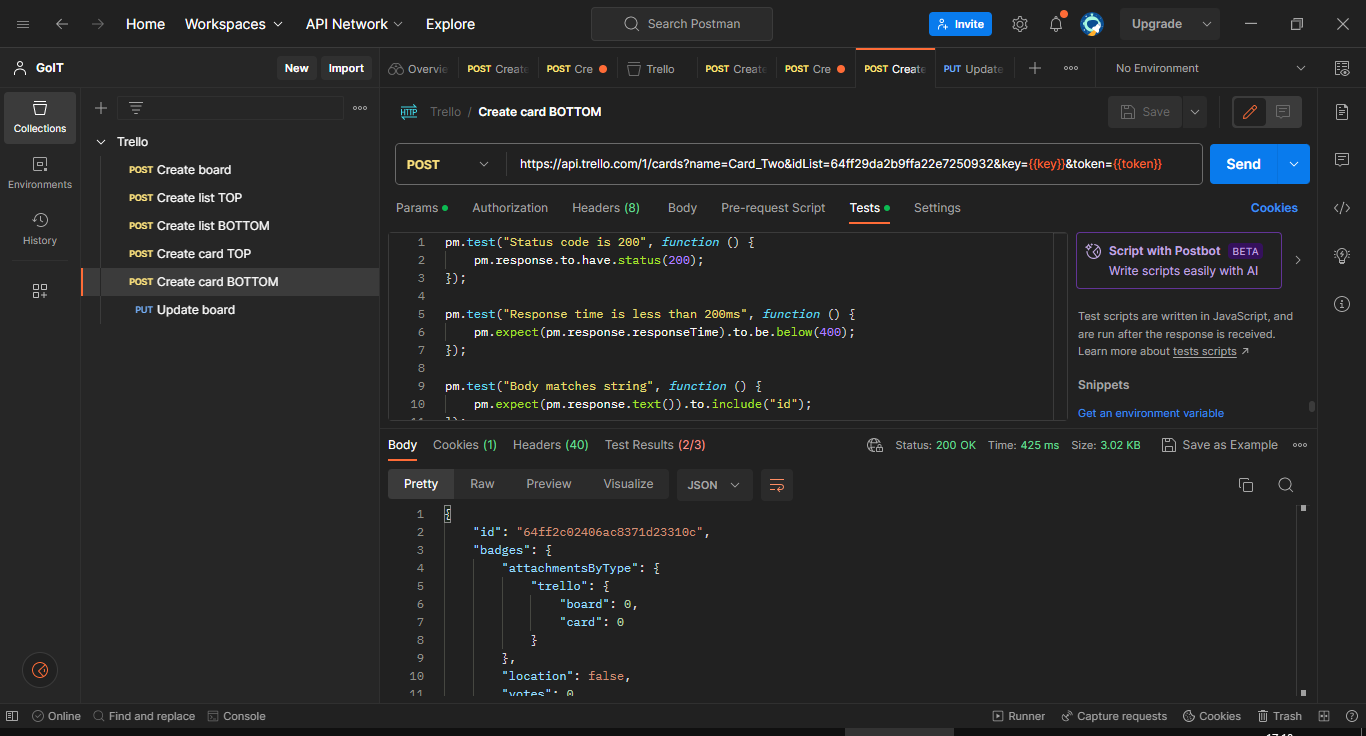 Home Workspaces API Network Explore Search Postman Invite Upgrade
GoIT New Import
Overvie POST Create POST Cre Trello POST Create POST Cre POST Create PUT Update No Environment
Collections
Environments
History
Trello
POST Create board
POST Create list TOP
POST Create list BOTTOM
POST Create card TOP
POST Create card BOTTOM
PUT Update board
HTTP Trello / Create card BOTTOM Save
POST https://api.trello.com/1/cards?name=Card_Two&idList=64ff29da2b9ffa22e7250932&key={{key}}&token={{token}} Send
Params Authorization Headers (8) Body Pre-request Script Tests Settings Cookies
1 pm.test("Status code is 200", function () {
2 pm.response.to.have.status(200);
3 });
4
5 pm.test("Response time is less than 200ms", function () {
6 pm.expect(pm.response.responseTime).to.be.below(400);
7 });
8
9 pm.test("Body matches string", function () {
10 pm.expect(pm.response.text()).to.include("id");
11 });
Script with Postbot BETA
Write scripts easily with AI
Test scripts are written in JavaScript, and
are run after the response is received.
Learn more about tests scripts ↗
Snippets
Get an environment variable
Body Cookies (1) Headers (40) Test Results (2/3) Status: 200 OK Time: 425 ms Size: 3.02 KB Save as Example
Pretty Raw Preview Visualize JSON
1 {
2 "id": "64ff2c02406ac8371d23310c",
3 "badges": {
4 "attachmentsByType": {
5 "trello": {
6 "board": 0,
7 "card": 0
8 }
9 },
10 "location": false,
11 "votes": 0
Online Find and replace Console Runner Capture requests Cookies Trash